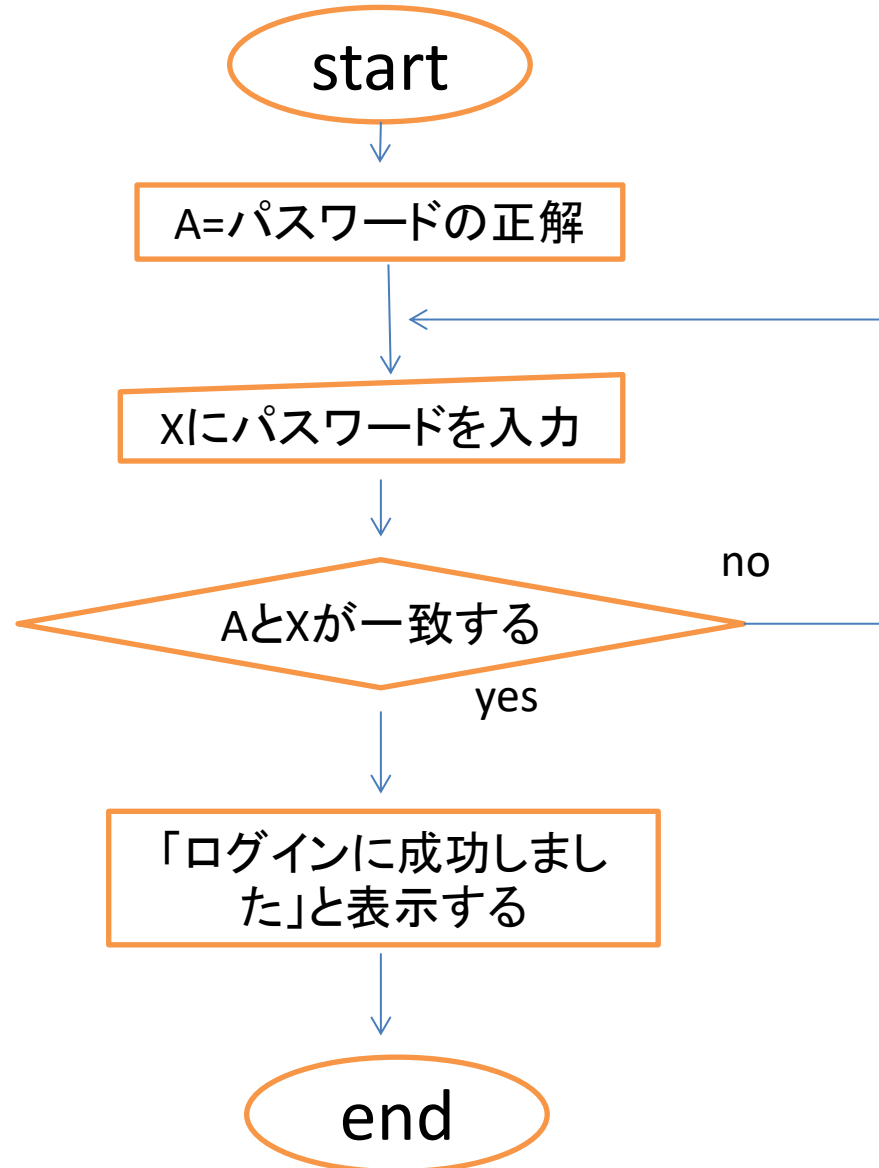 start
A=パスワードの正解
Xにパスワードを入力
no
AとXが一致する
yes
「ログインに成功しまし
た」と表示する
end